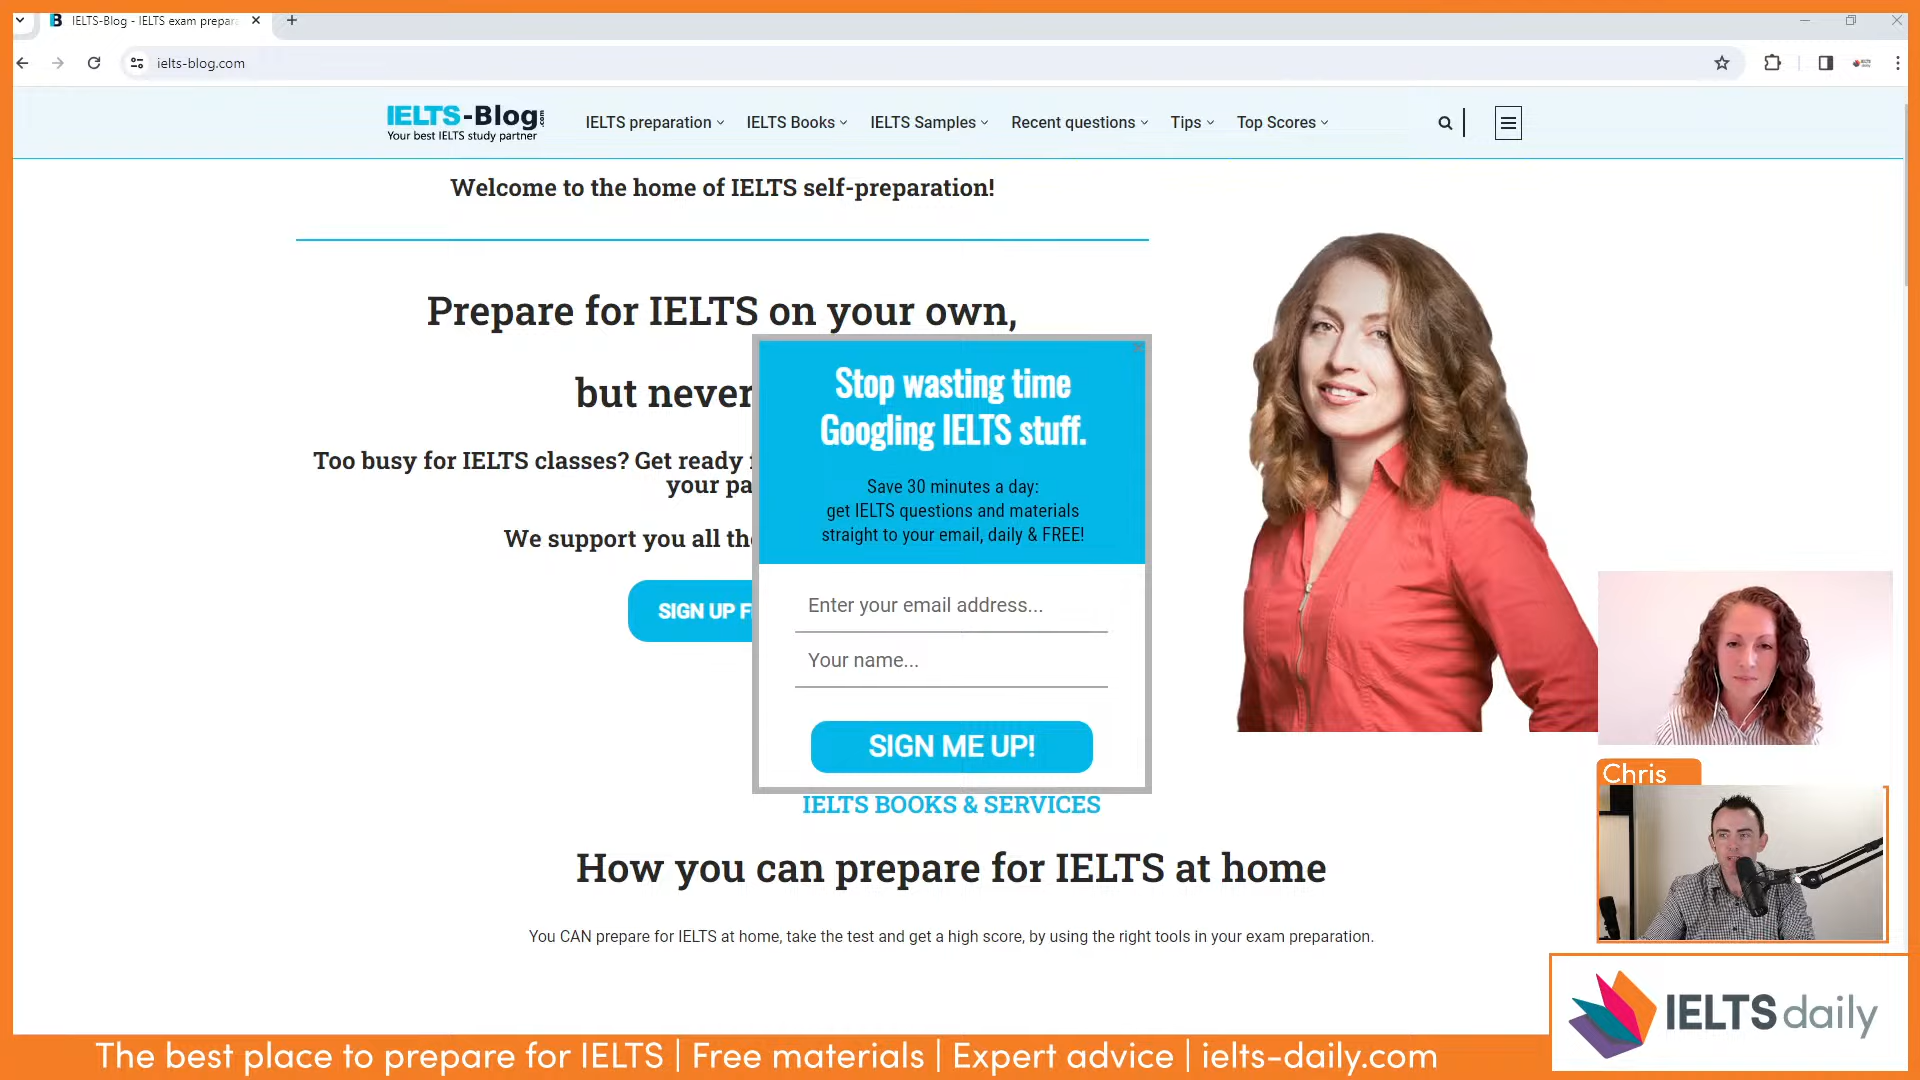 IELTS-Blog - IELTS exam prepar
ielts-blog.com
IELTS-Blog.com
Your best IELTS study partner
IELTS preparation
IELTS Books
IELTS Samples
Recent questions
Tips
Top Scores
Welcome to the home of IELTS self-preparation!
Prepare for IELTS on your own,
but never
Too busy for IELTS classes? Get ready
your pa
We support you all the
SIGN UP F
Stop wasting time
Googling IELTS stuff.
Save 30 minutes a day:
get IELTS questions and materials
straight to your email, daily & FREE!
Enter your email address...
Your name...
SIGN ME UP!
IELTS BOOKS & SERVICES
How you can prepare for IELTS at home
You CAN prepare for IELTS at home, take the test and get a high score, by using the right tools in your exam preparation.
Chris
IELTS daily
The best place to prepare for IELTS | Free materials | Expert advice | ielts-daily.com